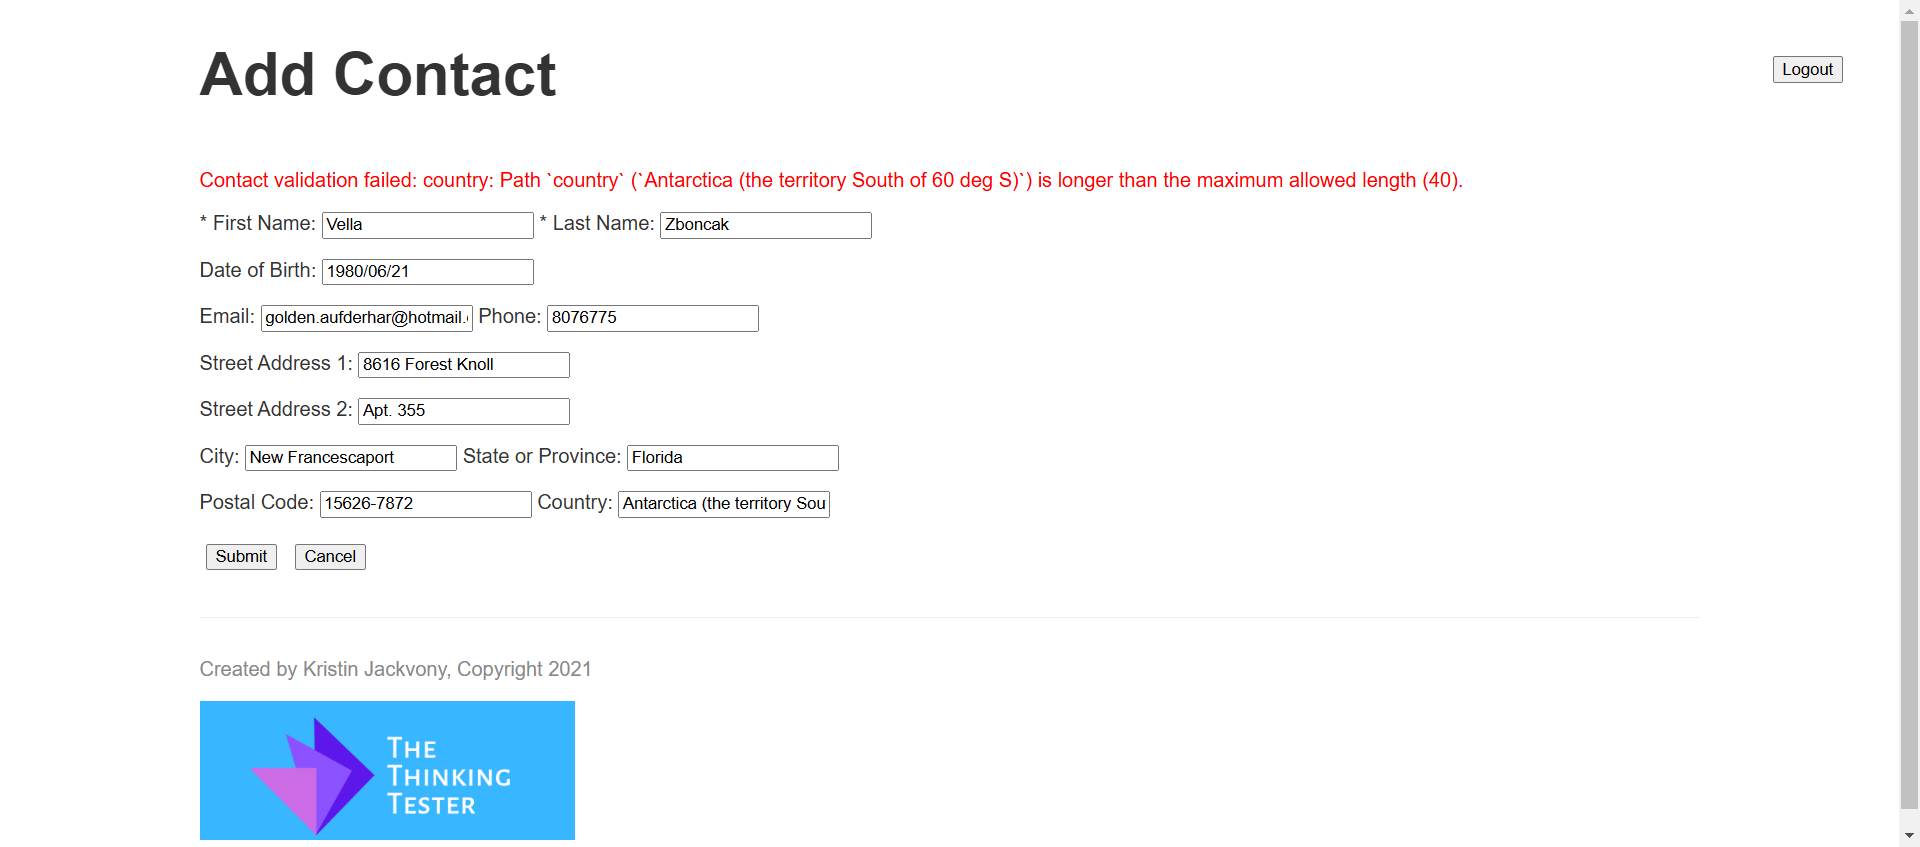 Add Contact
Logout
Contact validation failed: country: Path `country` (`Antarctica (the territory South of 60 deg S)`) is longer than the maximum allowed length (40).
* First Name: Vella * Last Name: Zboncak
Date of Birth: 1980/06/21
Email: golden.aufderhar@hotmail. Phone: 8076775
Street Address 1: 8616 Forest Knoll
Street Address 2: Apt. 355
City: New Francescaport State or Province: Florida
Postal Code: 15626-7872 Country: Antarctica (the territory Sou
Submit Cancel
Created by Kristin Jackvony, Copyright 2021
THE
THINKING
TESTER